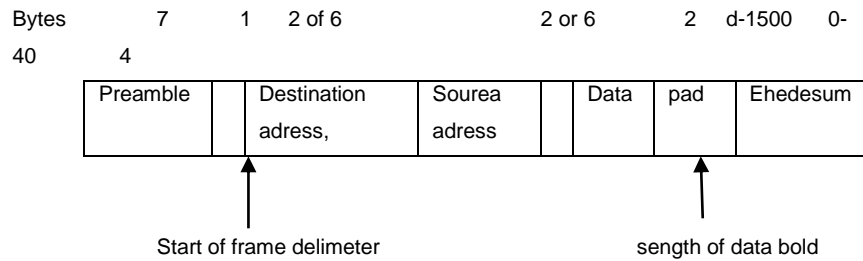 Bytes 7 1 2 of 6 2 or 6 2 d-1500 0-
40 4
Preamble Destination Sourea Data pad Ehedesum
adress, adress
Start of frame delimeter sength of data bold